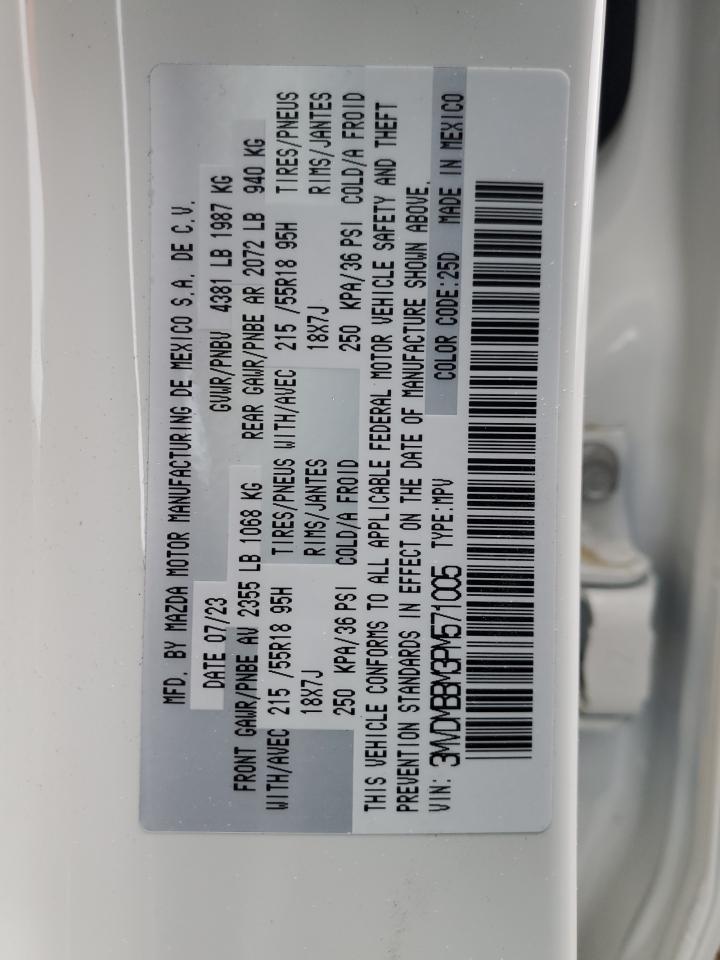 MFD. BY MAZDA MOTOR MANUFACTURING DE MEXICO S.A. DE C.V.
DATE 07/23 GVWR/PNBV 4381 LB 1987 KG
FRONT GAWR/PNBE AV 2355 LB 1068 KG REAR GAWR/PNBE AR 2072 LB 940 KG
WITH/AVEC 215 /55R18 95H TIRES/PNEUS WITH/AVEC 215 /55R18 95H TIRES/PNEUS
18X7J RIMS/JANTES 18X7J RIMS/JANTES
250 KPA/36 PSI COLD/A FROID 250 KPA/36 PSI COLD/A FROID
THIS VEHICLE CONFORMS TO ALL APPLICABLE FEDERAL MOTOR VEHICLE SAFETY AND THEFT
PREVENTION STANDARDS IN EFFECT ON THE DATE OF MANUFACTURE SHOWN ABOVE.
VIN: 3MVDMBBM3PM571005 TYPE:MPV COLOR CODE:25D MADE IN MEXICO